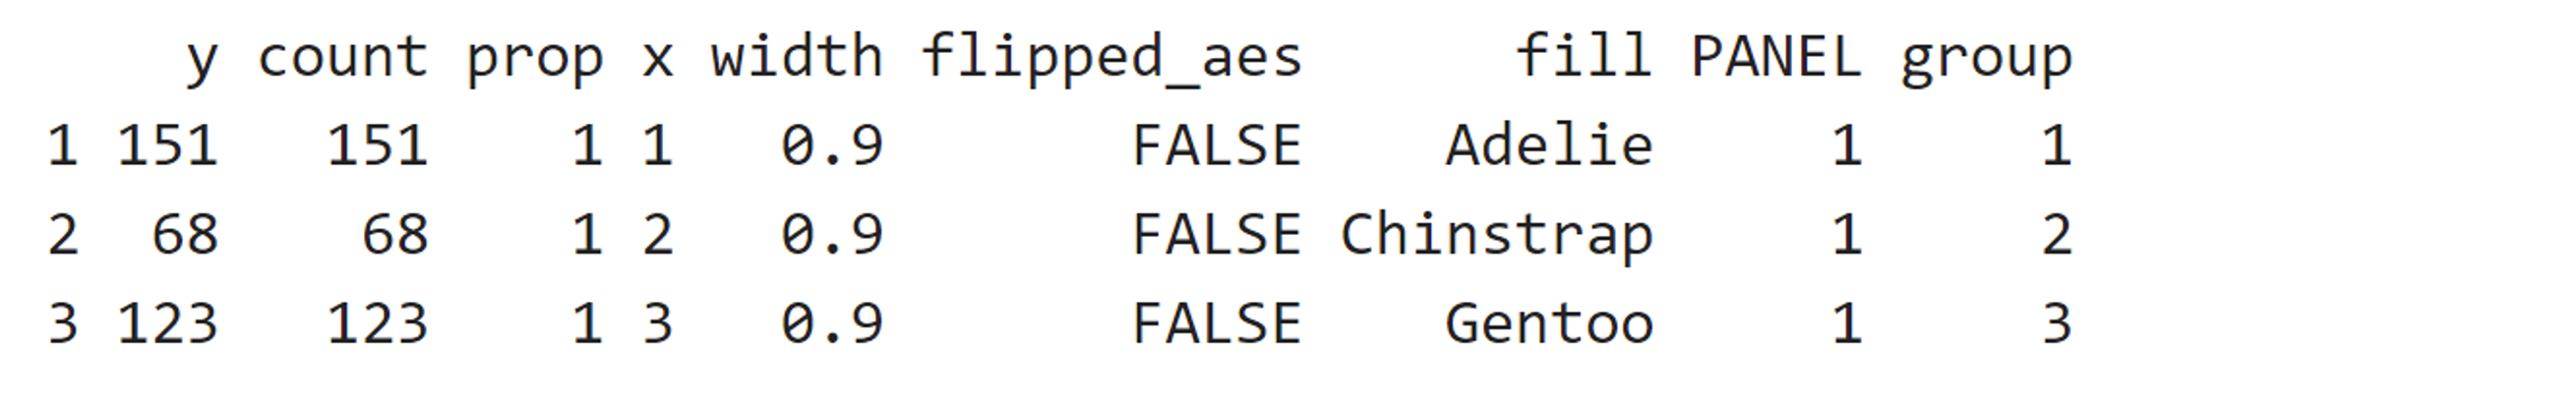 y count prop x width flipped_aes fill PANEL group
1 151 151 1 1 0.9 FALSE Adelie 1 1
2 68 68 1 2 0.9 FALSE Chinstrap 1 2
3 123 123 1 3 0.9 FALSE Gentoo 1 3